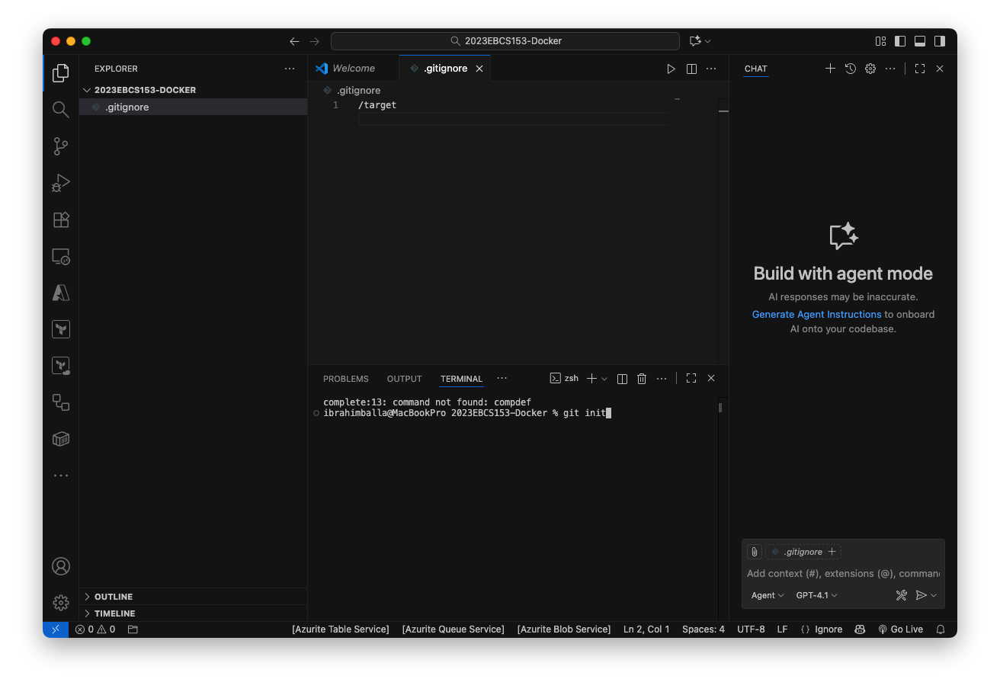 2023EBCS153-Docker
EXPLORER
2023EBCS153-DOCKER
.gitignore
OUTLINE
TIMELINE
Welcome
.gitignore
.gitignore
1 /target
PROBLEMS OUTPUT TERMINAL
zsh
complete:13: command not found: compdef
ibrahimballa@MacBookPro 2023EBCS153-Docker % git init
CHAT
Build with agent mode
AI responses may be inaccurate.
Generate Agent Instructions to onboard
AI onto your codebase.
.gitignore
Add context (#), extensions (@), comman
Agent GPT-4.1
0 0 [Azurite Table Service] [Azurite Queue Service] [Azurite Blob Service] Ln 2, Col 1 Spaces: 4 UTF-8 LF {} Ignore Go Live